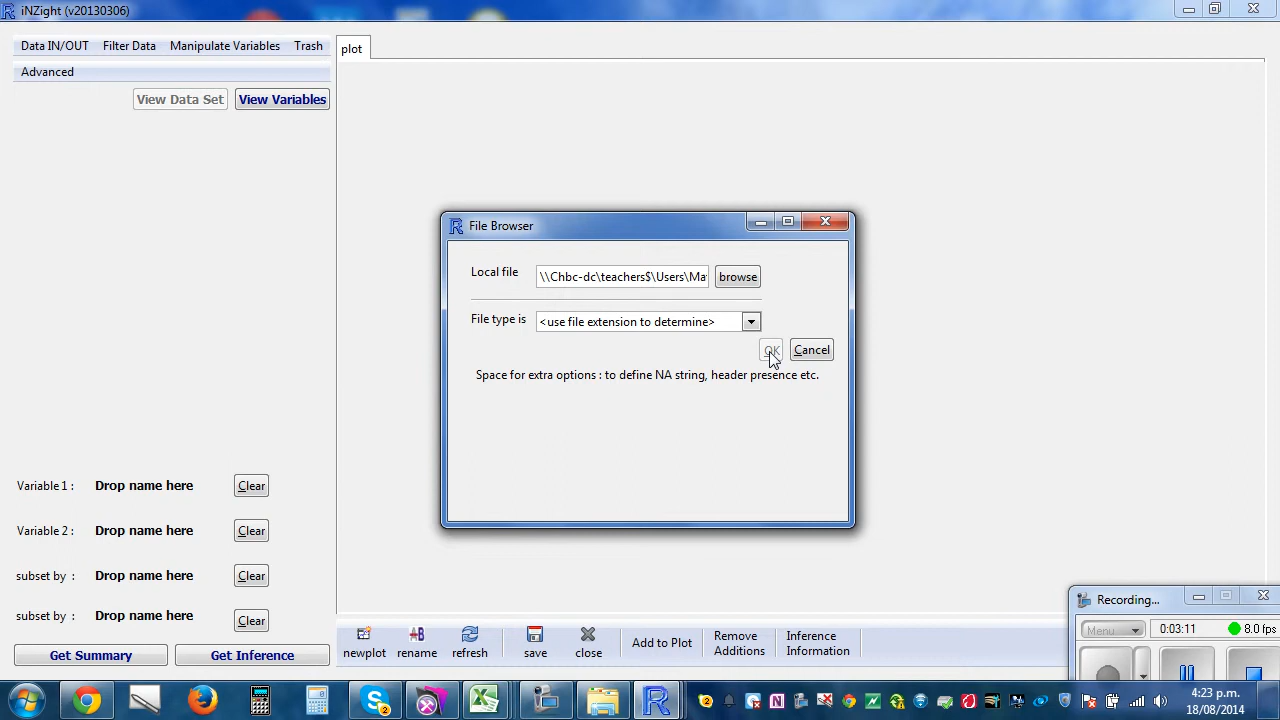 iNZight (v20130306)
Data IN/OUT Filter Data Manipulate Variables Trash
plot
Advanced
View Data Set View Variables
File Browser
Local file \\Chbc-dc\teachers$\Users\Ma browse
File type is <use file extension to determine>
OK Cancel
Space for extra options : to define NA string, header presence etc.
Variable 1 : Drop name here Clear
Variable 2 : Drop name here Clear
subset by : Drop name here Clear
subset by : Drop name here Clear
Get Summary Get Inference
newplot rename refresh save close Add to Plot Remove Additions Inference Information
Recording...
Menu... 0:03:11 8.0 fps
4:23 p.m.
18/08/2014